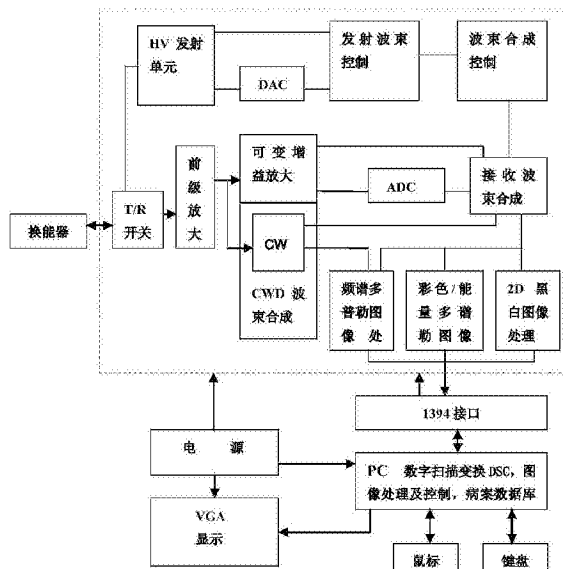 HV 发射
单元
发射波束
控制
波束合成
控制
DAC
可变增
益放大
前
级
放
大
ADC
接收波
束合成
换能器
T/R
开关
CW
CWD 波
束合成
频谱多
普勒图
像处
彩色/能
量多谱
勒图像
2D 黑
白图像
处理
1394 接口
电 源
PC 数字扫描变换 DSC, 图
像处理及控制, 病案数据库
VGA
显示
鼠标
键盘